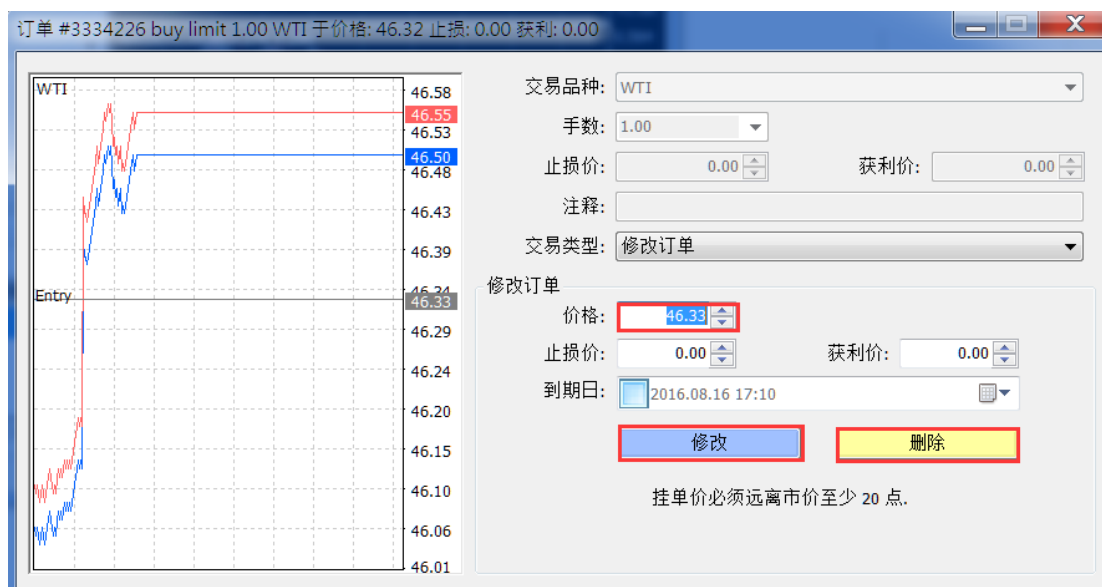 订单 #3334226 buy limit 1.00 WTI 于价格: 46.32 止损: 0.00 获利: 0.00
WTI
46.58
46.55
46.53
46.50
46.48
46.43
46.39
46.34
Entry
46.33
46.29
46.24
46.20
46.15
46.10
46.06
46.01
交易品种: WTI
手数: 1.00
止损价: 0.00 获利价: 0.00
注释:
交易类型: 修改订单
修改订单
价格: 46.33
止损价: 0.00 获利价: 0.00
到期日: 2016.08.16 17:10
修改 删除
挂单价必须远离市价至少 20 点.